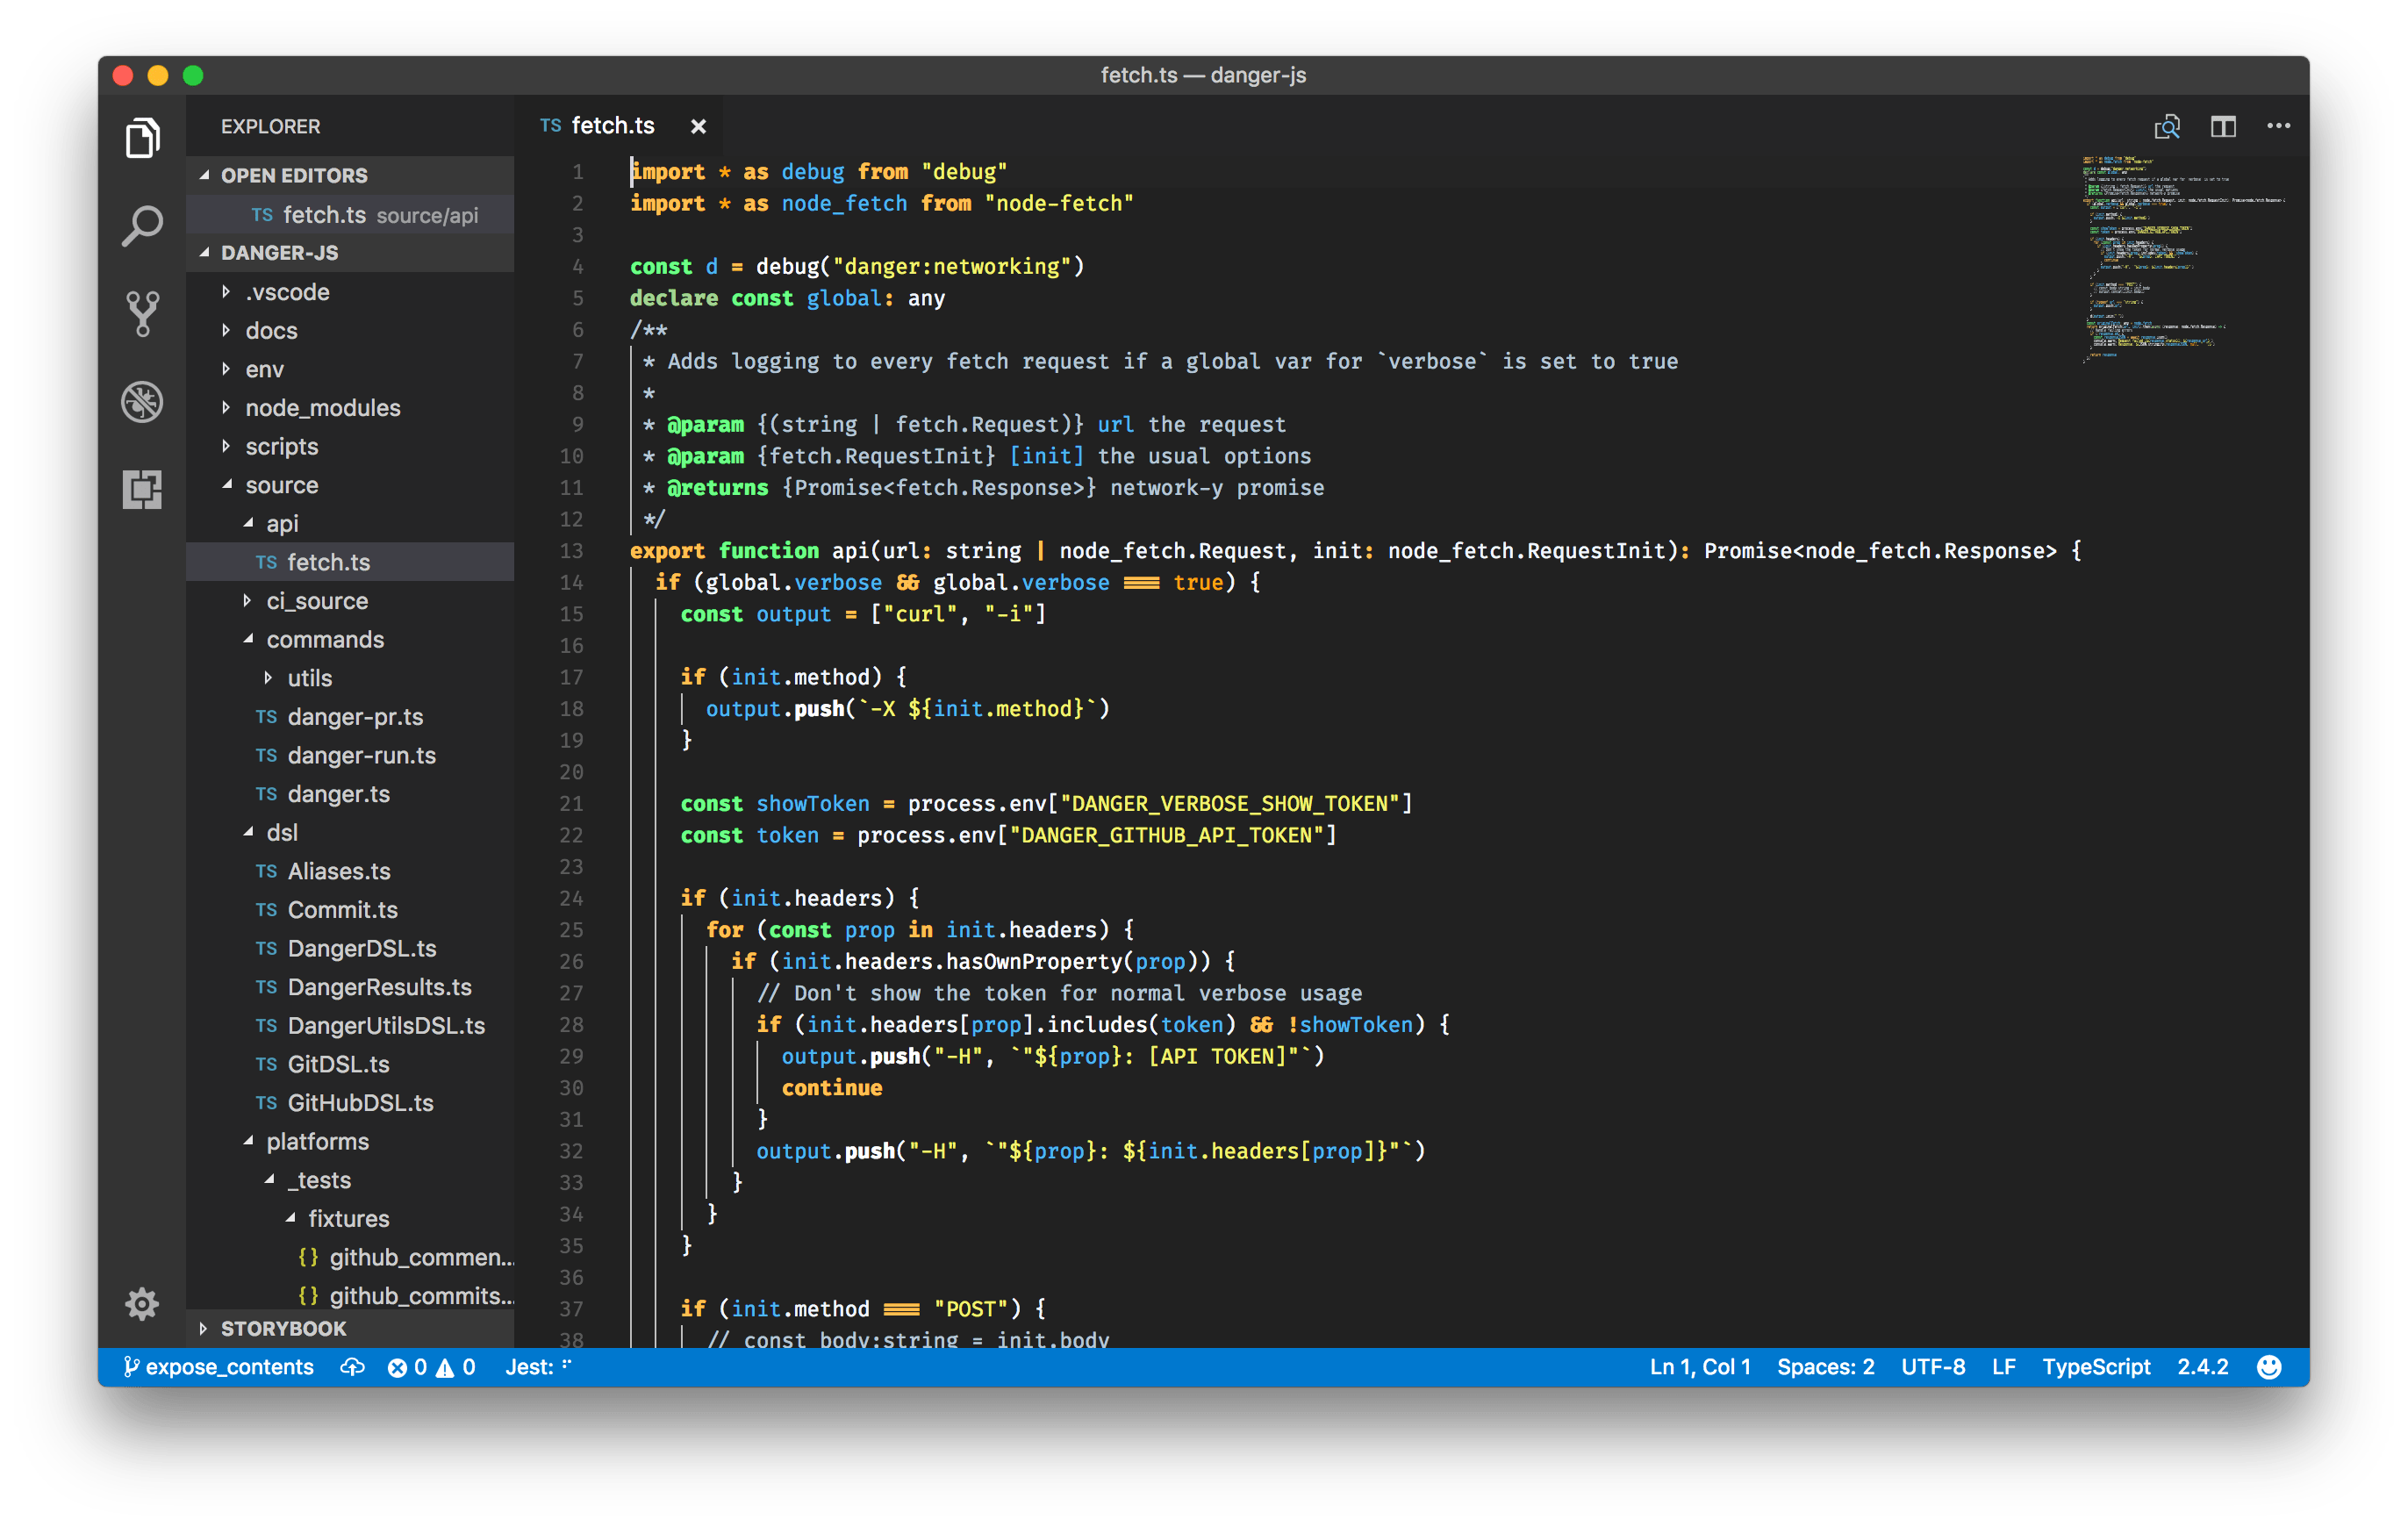 fetch.ts — danger-js
EXPLORER
OPEN EDITORS
TS fetch.ts source/api
DANGER-JS
.vscode
docs
env
node_modules
scripts
source
api
TS fetch.ts
ci_source
commands
utils
TS danger-pr.ts
TS danger-run.ts
TS danger.ts
dsl
TS Aliases.ts
TS Commit.ts
TS DangerDSL.ts
TS DangerResults.ts
TS DangerUtilsDSL.ts
TS GitDSL.ts
TS GitHubDSL.ts
platforms
_tests
fixtures
{} github_commen...
{} github_commits...
STORYBOOK
TS fetch.ts
1 import * as debug from "debug"
2 import * as node_fetch from "node-fetch"
3
4 const d = debug("danger:networking")
5 declare const global: any
6 /**
7 * Adds logging to every fetch request if a global var for `verbose` is set to true
8 *
9 * @param {(string | fetch.Request)} url the request
10 * @param {fetch.RequestInit} [init] the usual options
11 * @returns {Promise<fetch.Response>} network-y promise
12 */
13 export function api(url: string | node_fetch.Request, init: node_fetch.RequestInit): Promise<node_fetch.Response> {
14 if (global.verbose && global.verbose === true) {
15 const output = ["curl", "-i"]
16
17 if (init.method) {
18 output.push(`-X ${init.method}`)
19 }
20
21 const showToken = process.env["DANGER_VERBOSE_SHOW_TOKEN"]
22 const token = process.env["DANGER_GITHUB_API_TOKEN"]
23
24 if (init.headers) {
25 for (const prop in init.headers) {
26 if (init.headers.hasOwnProperty(prop)) {
27 // Don't show the token for normal verbose usage
28 if (init.headers[prop].includes(token) && !showToken) {
29 output.push("-H", `"${prop}: [API TOKEN]"`)
30 continue
31 }
32 output.push("-H", `"${prop}: ${init.headers[prop]}"`)
33 }
34 }
35 }
36
37 if (init.method === "POST") {
38 // const body:string = init.body
expose_contents 0 0 Jest: Ln 1, Col 1 Spaces: 2 UTF-8 LF TypeScript 2.4.2